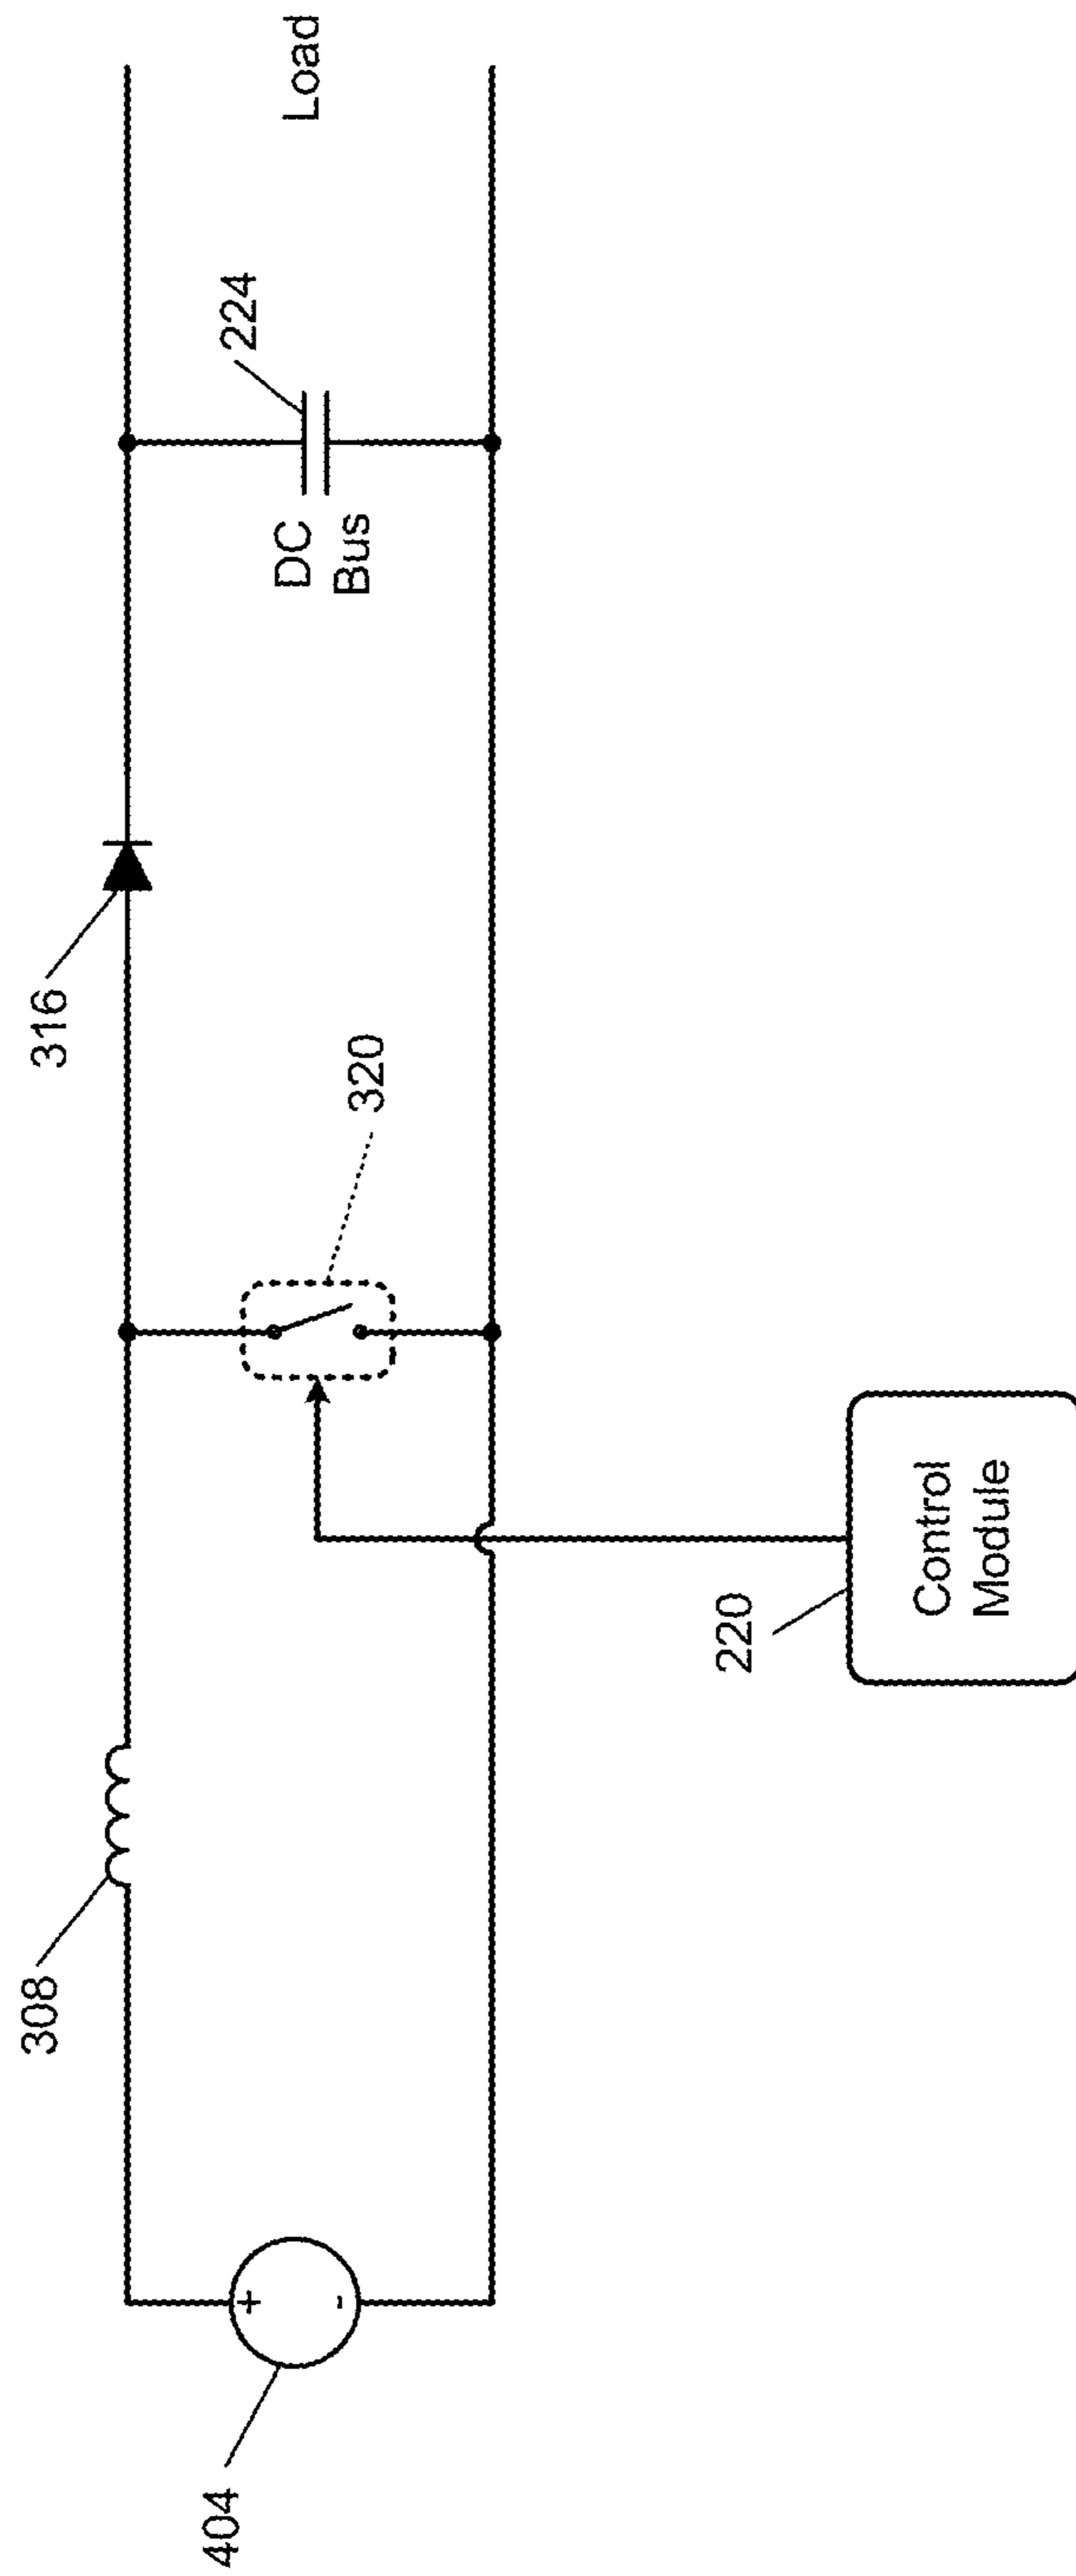 404
+
-
308
220
Control
Module
320
316
DC
Bus
224
Load